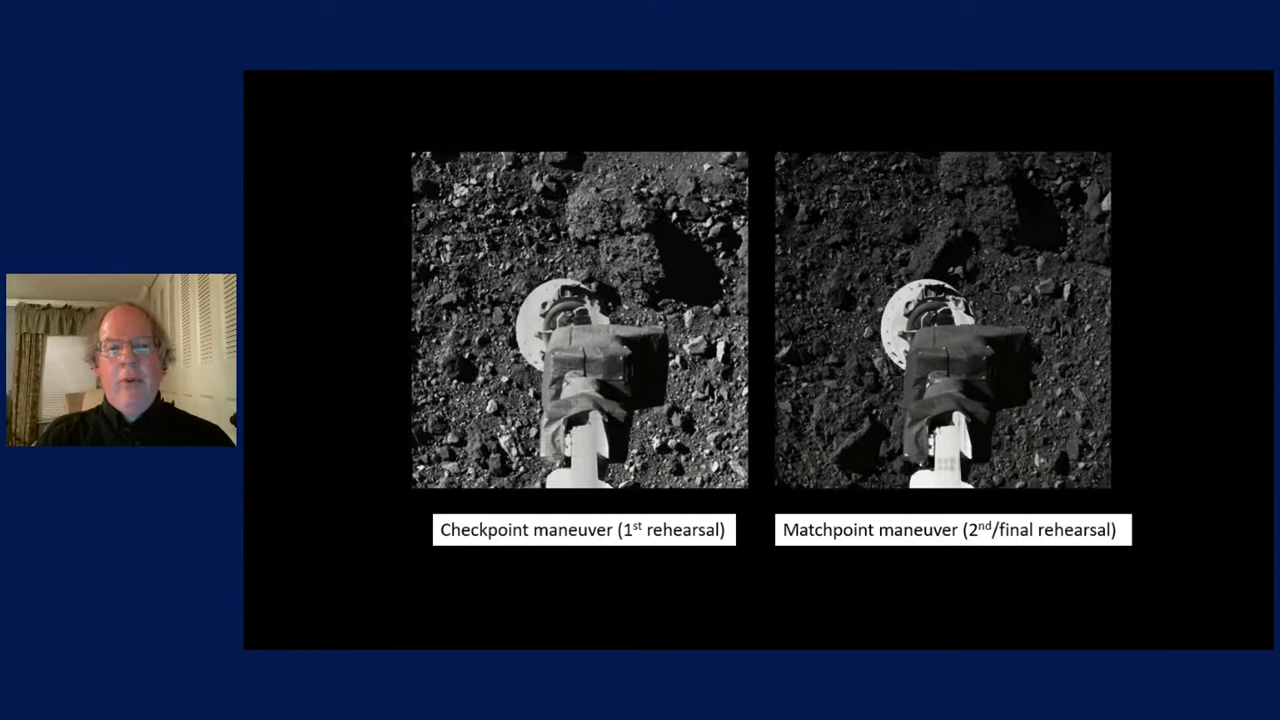 Checkpoint maneuver (1st rehearsal)
Matchpoint maneuver (2nd/final rehearsal)